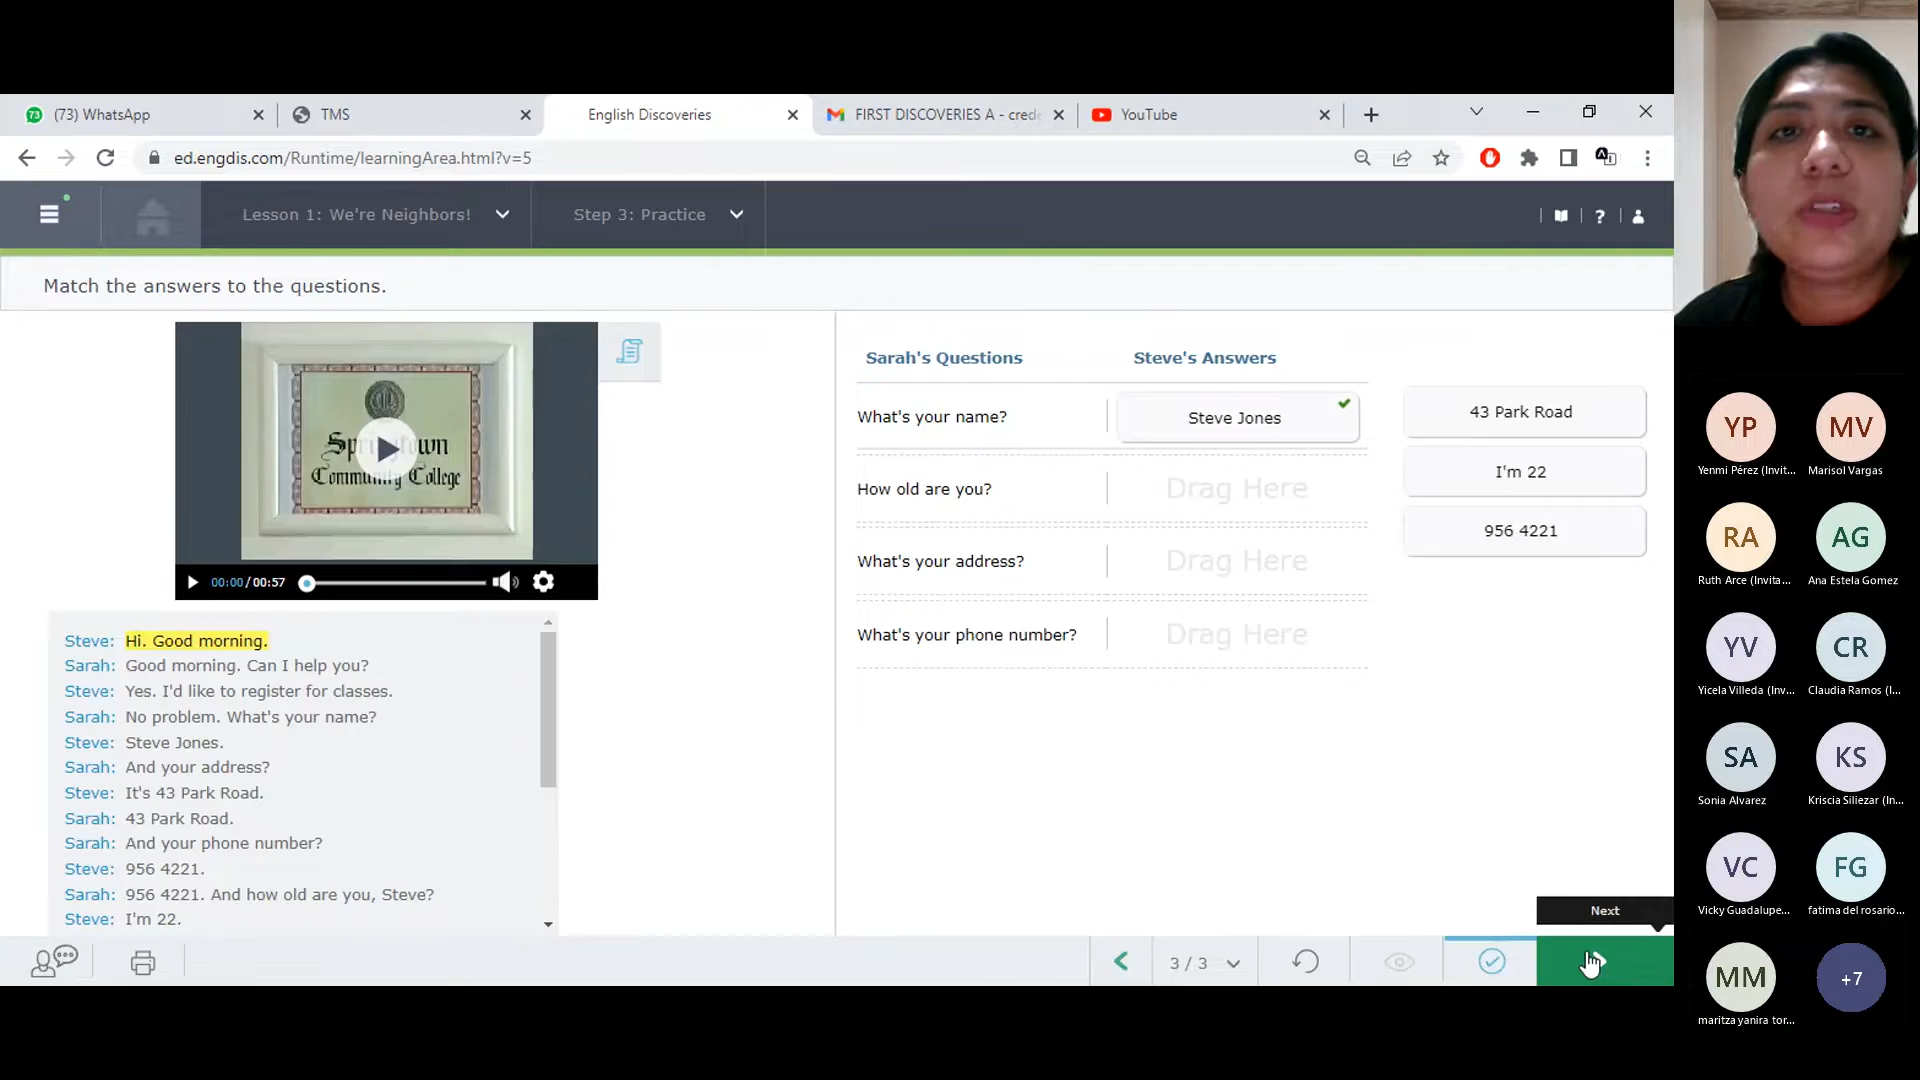 73
(73) WhatsApp
TMS
English Discoveries
FIRST DISCOVERIES A - crede
YouTube
ed.engdis.com/Runtime/learningArea.html?v=5
Lesson 1: We're Neighbors!
Step 3: Practice
?
Match the answers to the questions.
Springtown
Community College
00:00/00:57
Steve: Hi. Good morning.
Sarah: Good morning. Can I help you?
Steve: Yes. I'd like to register for classes.
Sarah: No problem. What's your name?
Steve: Steve Jones.
Sarah: And your address?
Steve: It's 43 Park Road.
Sarah: 43 Park Road.
Sarah: And your phone number?
Steve: 956 4221.
Sarah: 956 4221. And how old are you, Steve?
Steve: I'm 22.
Sarah's Questions Steve's Answers
What's your name? Steve Jones
How old are you? Drag Here
What's your address? Drag Here
What's your phone number? Drag Here
43 Park Road
I'm 22
956 4221
Next
3 / 3
YP MV
Yenmi Pérez (Invit... Marisol Vargas
RA AG
Ruth Arce (Invita... Ana Estela Gomez
YV CR
Yicela Villeda (Inv... Claudia Ramos (I...
SA KS
Sonia Alvarez Kriscia Siliezar (In...
VC FG
Vicky Guadalupe... fatima del rosario...
MM +7
maritza yanira tor...